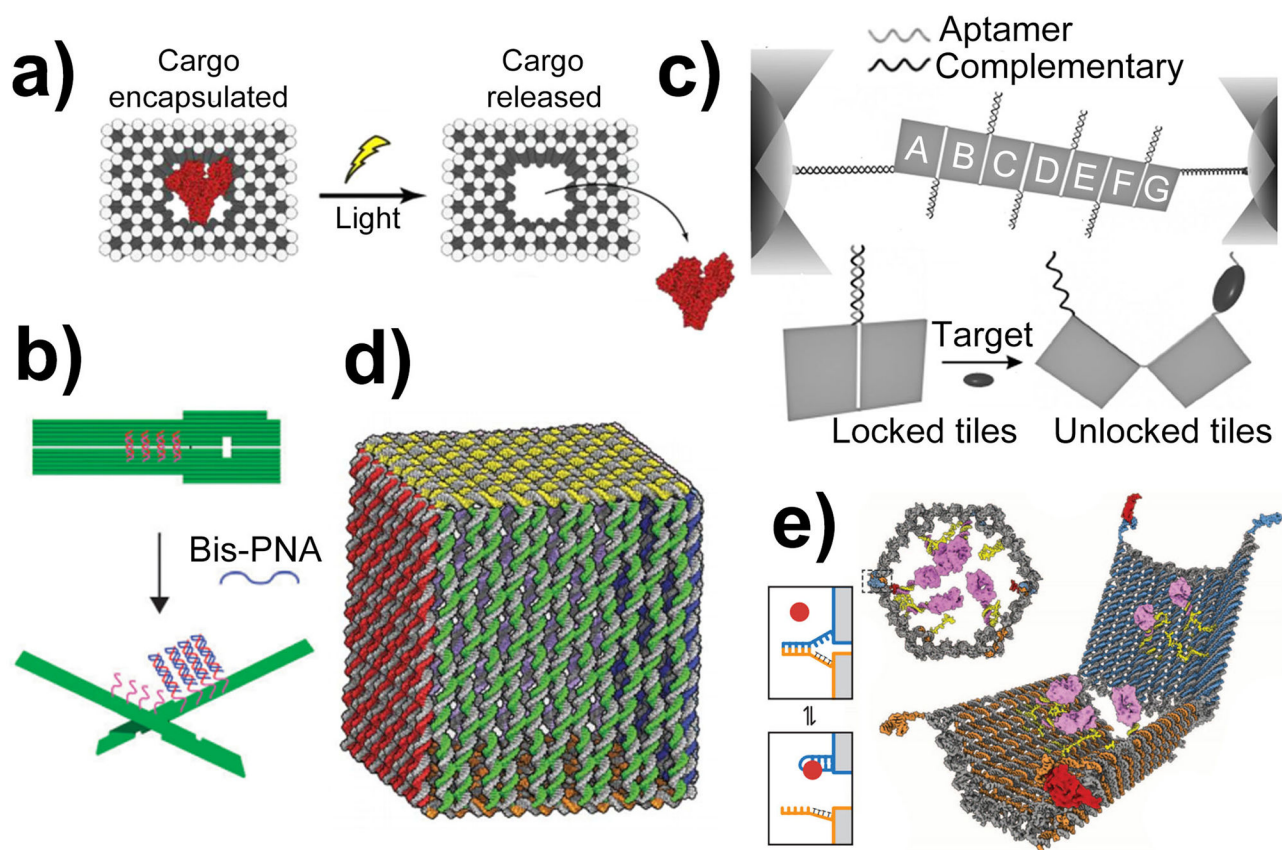 a)
Cargo
encapsulated
Cargo
released
Light
b)
Bis-PNA
c)
Aptamer
Complementary
A B C D E F G
Target
Locked tiles
Unlocked tiles
d)
e)